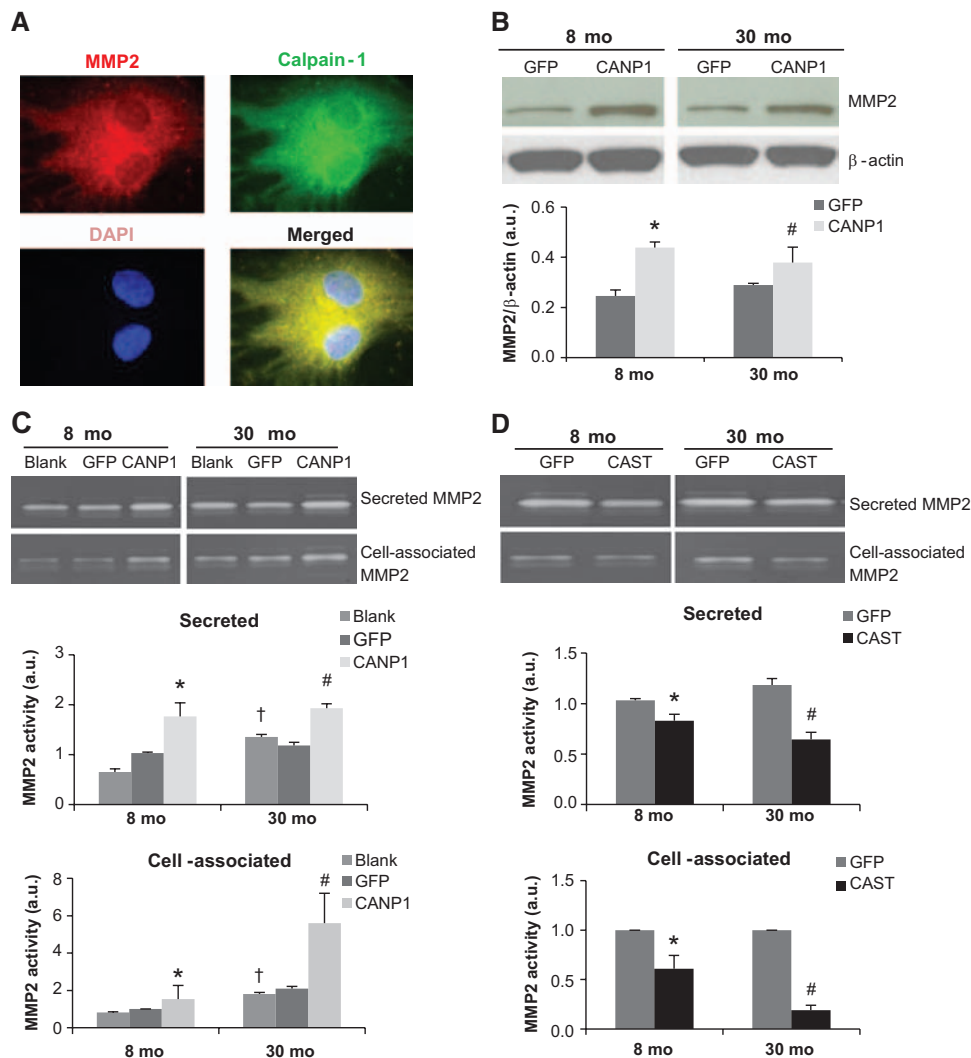 A
MMP2
Calpain-1
DAPI
Merged
B
8 mo
30 mo
GFP
CANP1
GFP
CANP1
MMP2
β-actin
GFP
CANP1
MMP2/β-actin (a.u.)
0.6
0.4
0.2
0.0
*
#
8 mo
30 mo
C
8 mo
30 mo
Blank
GFP
CANP1
Blank
GFP
CANP1
Secreted MMP2
Cell-associated
MMP2
Secreted
Blank
GFP
CANP1
MMP2 activity (a.u.)
3
2
1
0
*
†
#
8 mo
30 mo
Cell -associated
Blank
GFP
CANP1
MMP2 activity (a.u.)
8
6
4
2
0
*
†
#
8 mo
30 mo
D
8 mo
30 mo
GFP
CAST
GFP
CAST
Secreted MMP2
Cell-associated
MMP2
Secreted
GFP
CAST
MMP2 activity (a.u.)
1.5
1.0
0.5
0.0
*
#
8 mo
30 mo
Cell-associated
GFP
CAST
MMP2 activity (a.u.)
1.5
1.0
0.5
0.0
*
#
8 mo
30 mo